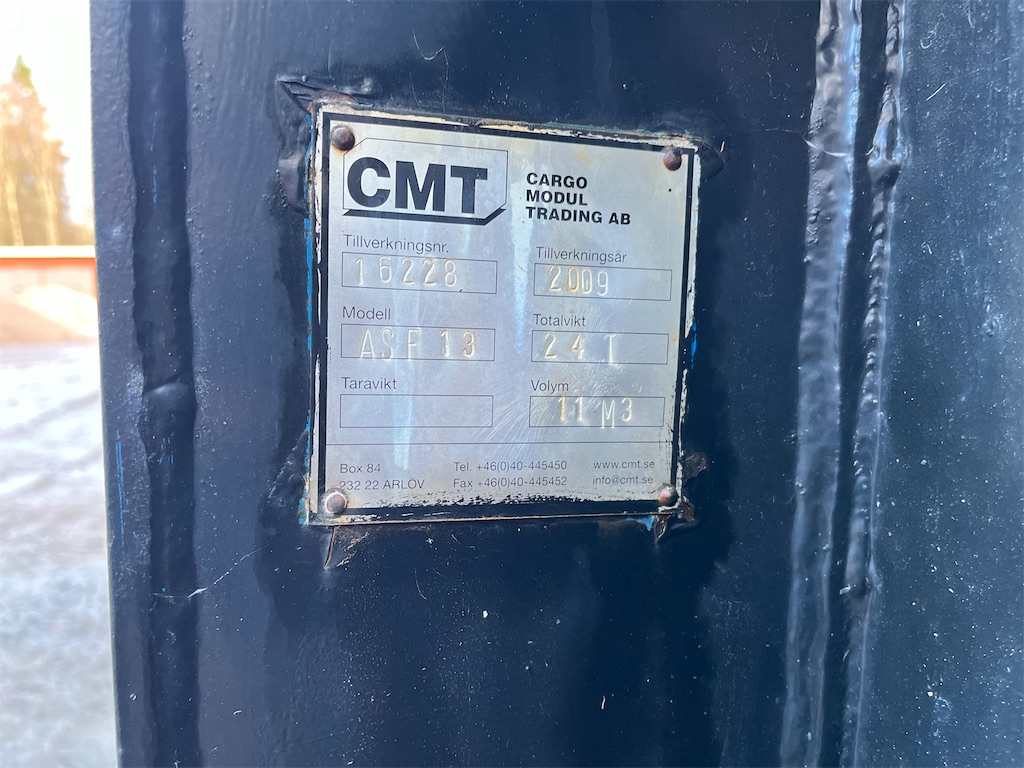 CMT
CARGO
MODUL
TRADING AB
Tillverkningsnr.
16228
Tillverkningsår
2009
Modell
ASF 13
Totalvikt
24 T
Taravikt
Volym
11 M3
Box 84
232 22 ARLÖV
Tel. +46(0)40-445450
Fax +46(0)40-445452
www.cmt.se
info@cmt.se